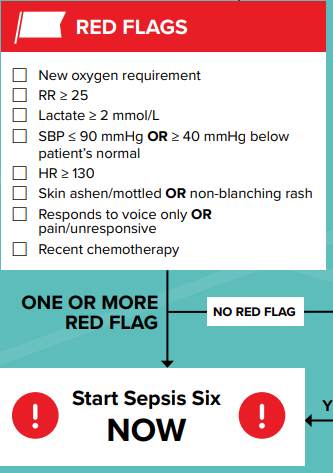 RED FLAGS
New oxygen requirement
RR ≥ 25
Lactate ≥ 2 mmol/L
SBP ≤ 90 mmHg OR ≥ 40 mmHg below
patient's normal
HR ≥ 130
Skin ashen/mottled OR non-blanching rash
Responds to voice only OR
pain/unresponsive
Recent chemotherapy
ONE OR MORE
RED FLAG
NO RED FLAG
! Start Sepsis Six !
NOW
Y